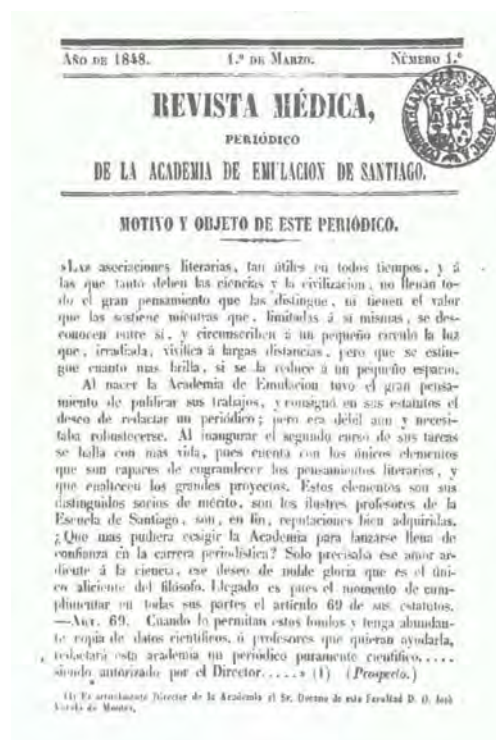 AÑO DE 1848. 1.º DE MARZO. NÚMERO 1.º
REVISTA MÉDICA,
PERIÓDICO
DE LA ACADEMIA DE EMULACION DE SANTIAGO.
MOTIVO Y OBJETO DE ESTE PERIÓDICO.
»LAS asociaciones literarias, tan útiles en todos tiempos, y á
las que tanto deben las ciencias y la civilizacion, no llenan to-
do el gran pensamiento que las distingue, ni tienen el valor
que las sostiene mientras que, limitadas á si mismas, se des-
conocen entre si, y circunscriben á un pequeño circulo la luz
que, irradiada, vivifica á largas distancias, pero que se estin-
gue cuanto mas brilla, si se la reduce á un pequeño espacio.
Al nacer la Academia de Emulacion tuvo el gran pensa-
miento de publicar sus trabajos, y consignó en sus estatutos el
deseo de redactar un periódico; pero era débil aun y necesi-
taba robustecerse. Al inaugurar el segundo curso de sus tareas
se halla con mas vida, pues cuenta con los únicos elementos
que son capaces de engrandecer los pensamientos literarios, y
que enaltecen los grandes proyectos. Estos elementos son sus
distinguidos socios de mérito, son los ilustres profesores de la
Escuela de Santiago, son, en fin, reputaciones bien adquiridas.
¿Que mas pudiera ecsigir la Academia para lanzarse llena de
confianza en la carrera periodística? Solo precisaba ese amor ar-
diente á la ciencia, ese deseo de noble gloria que es el úni-
co aliciente del filósofo. Llegado es pues el momento de cum-
plimentar en todas sus partes el articulo 69 de sus estatutos.
—ART. 69. Cuando lo permitan estos fondos y tenga abundan-
te copia de datos científicos, ó profesores que quieran ayudarla,
redactará esta academia un periódico puramente científico.....
siendo autorizado por el Director.....» (1) (Prospecto.)
(1) Es actualmente Director de la Academia el Sr. Decano de esta Facultad D. D. José
Varela de Montes.